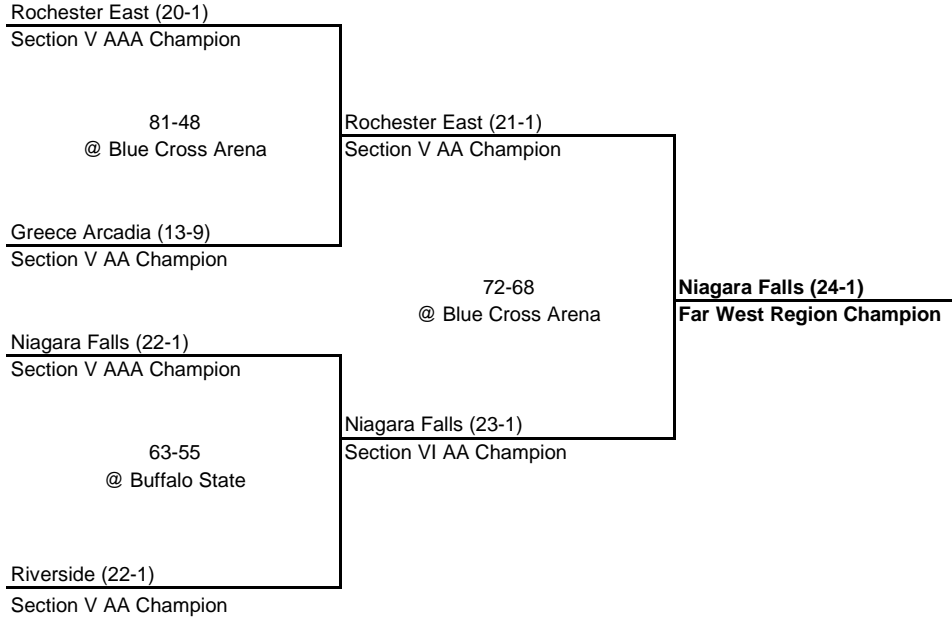 Rochester East (20-1)
Section V AAA Champion
81-48
@ Blue Cross Arena
Rochester East (21-1)
Section V AA Champion
Greece Arcadia (13-9)
Section V AA Champion
72-68
@ Blue Cross Arena
Niagara Falls (24-1)
Far West Region Champion
Niagara Falls (22-1)
Section V AAA Champion
63-55
@ Buffalo State
Niagara Falls (23-1)
Section VI AA Champion
Riverside (22-1)
Section V AA Champion